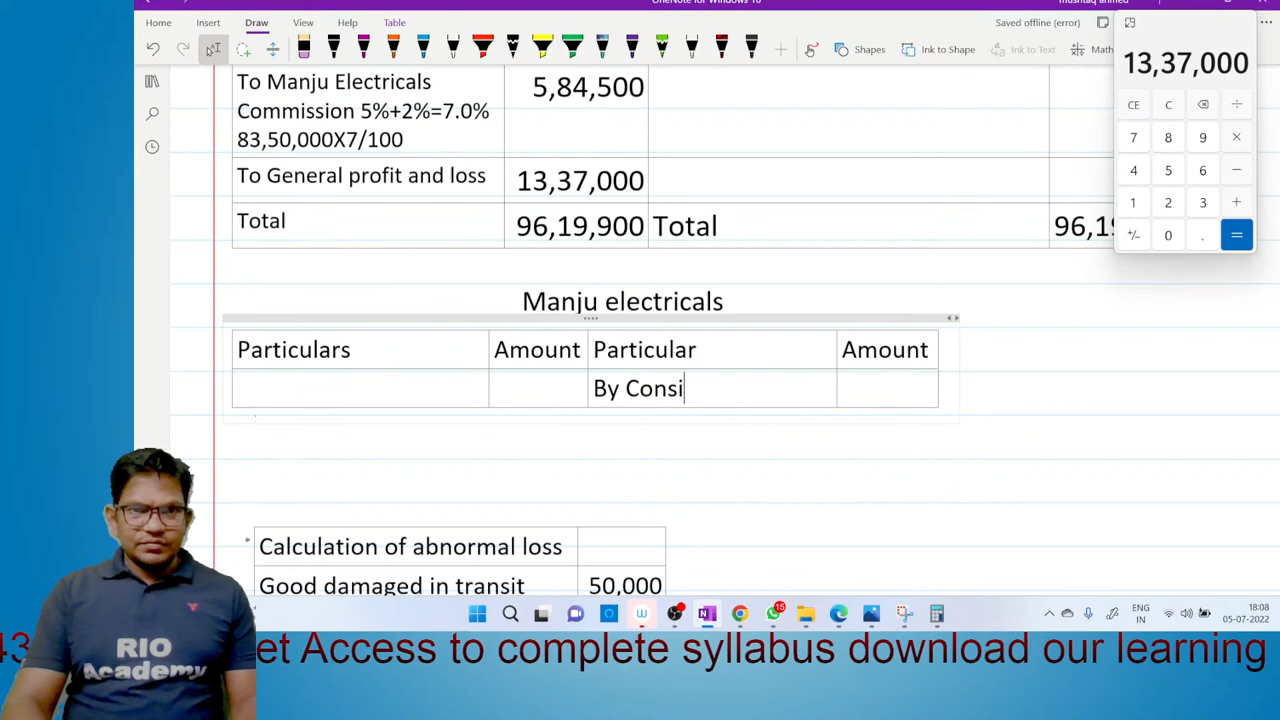 OneNote for Windows 10
mushtaq ahmed
Home Insert Draw View Help Table
Saved offline (error)
Shapes Ink to Shape Ink to Text Math
13,37,000
CE C ÷
7 8 9 ×
4 5 6 −
1 2 3 +
+/- 0 . =
To Manju Electricals 5,84,500
Commission 5%+2%=7.0%
83,50,000X7/100
To General profit and loss 13,37,000
Total 96,19,900 Total 96,19
Manju electricals
Particulars Amount Particular Amount
By Consi
Calculation of abnormal loss
Good damaged in transit 50,000
15
ENG
IN
18:08
05-07-2022
RIO
Academy
43 et Access to complete syllabus download our learning